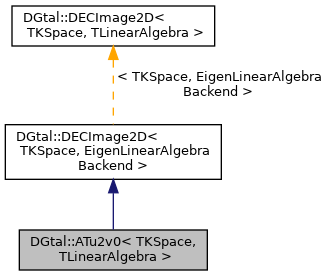 DGtal::DECImage2D<
TKSpace, TLinearAlgebra >
< TKSpace, EigenLinearAlgebra
Backend >
DGtal::DECImage2D<
TKSpace, EigenLinearAlgebra
Backend >
DGtal::ATu2v0< TKSpace,
TLinearAlgebra >